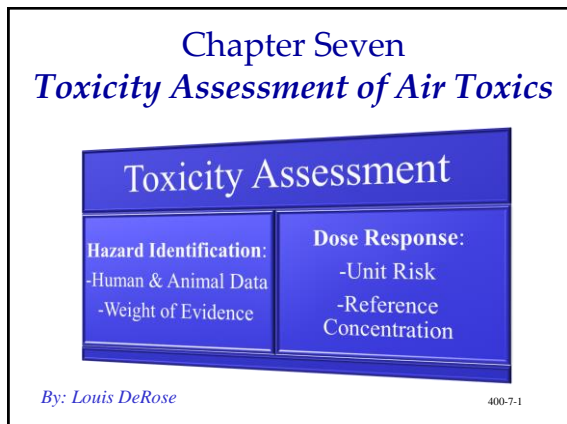 Chapter Seven
Toxicity Assessment of Air Toxics
Toxicity Assessment
Hazard Identification:
-Human & Animal Data
-Weight of Evidence
Dose Response:
-Unit Risk
-Reference
Concentration
By: Louis DeRose
400-7-1